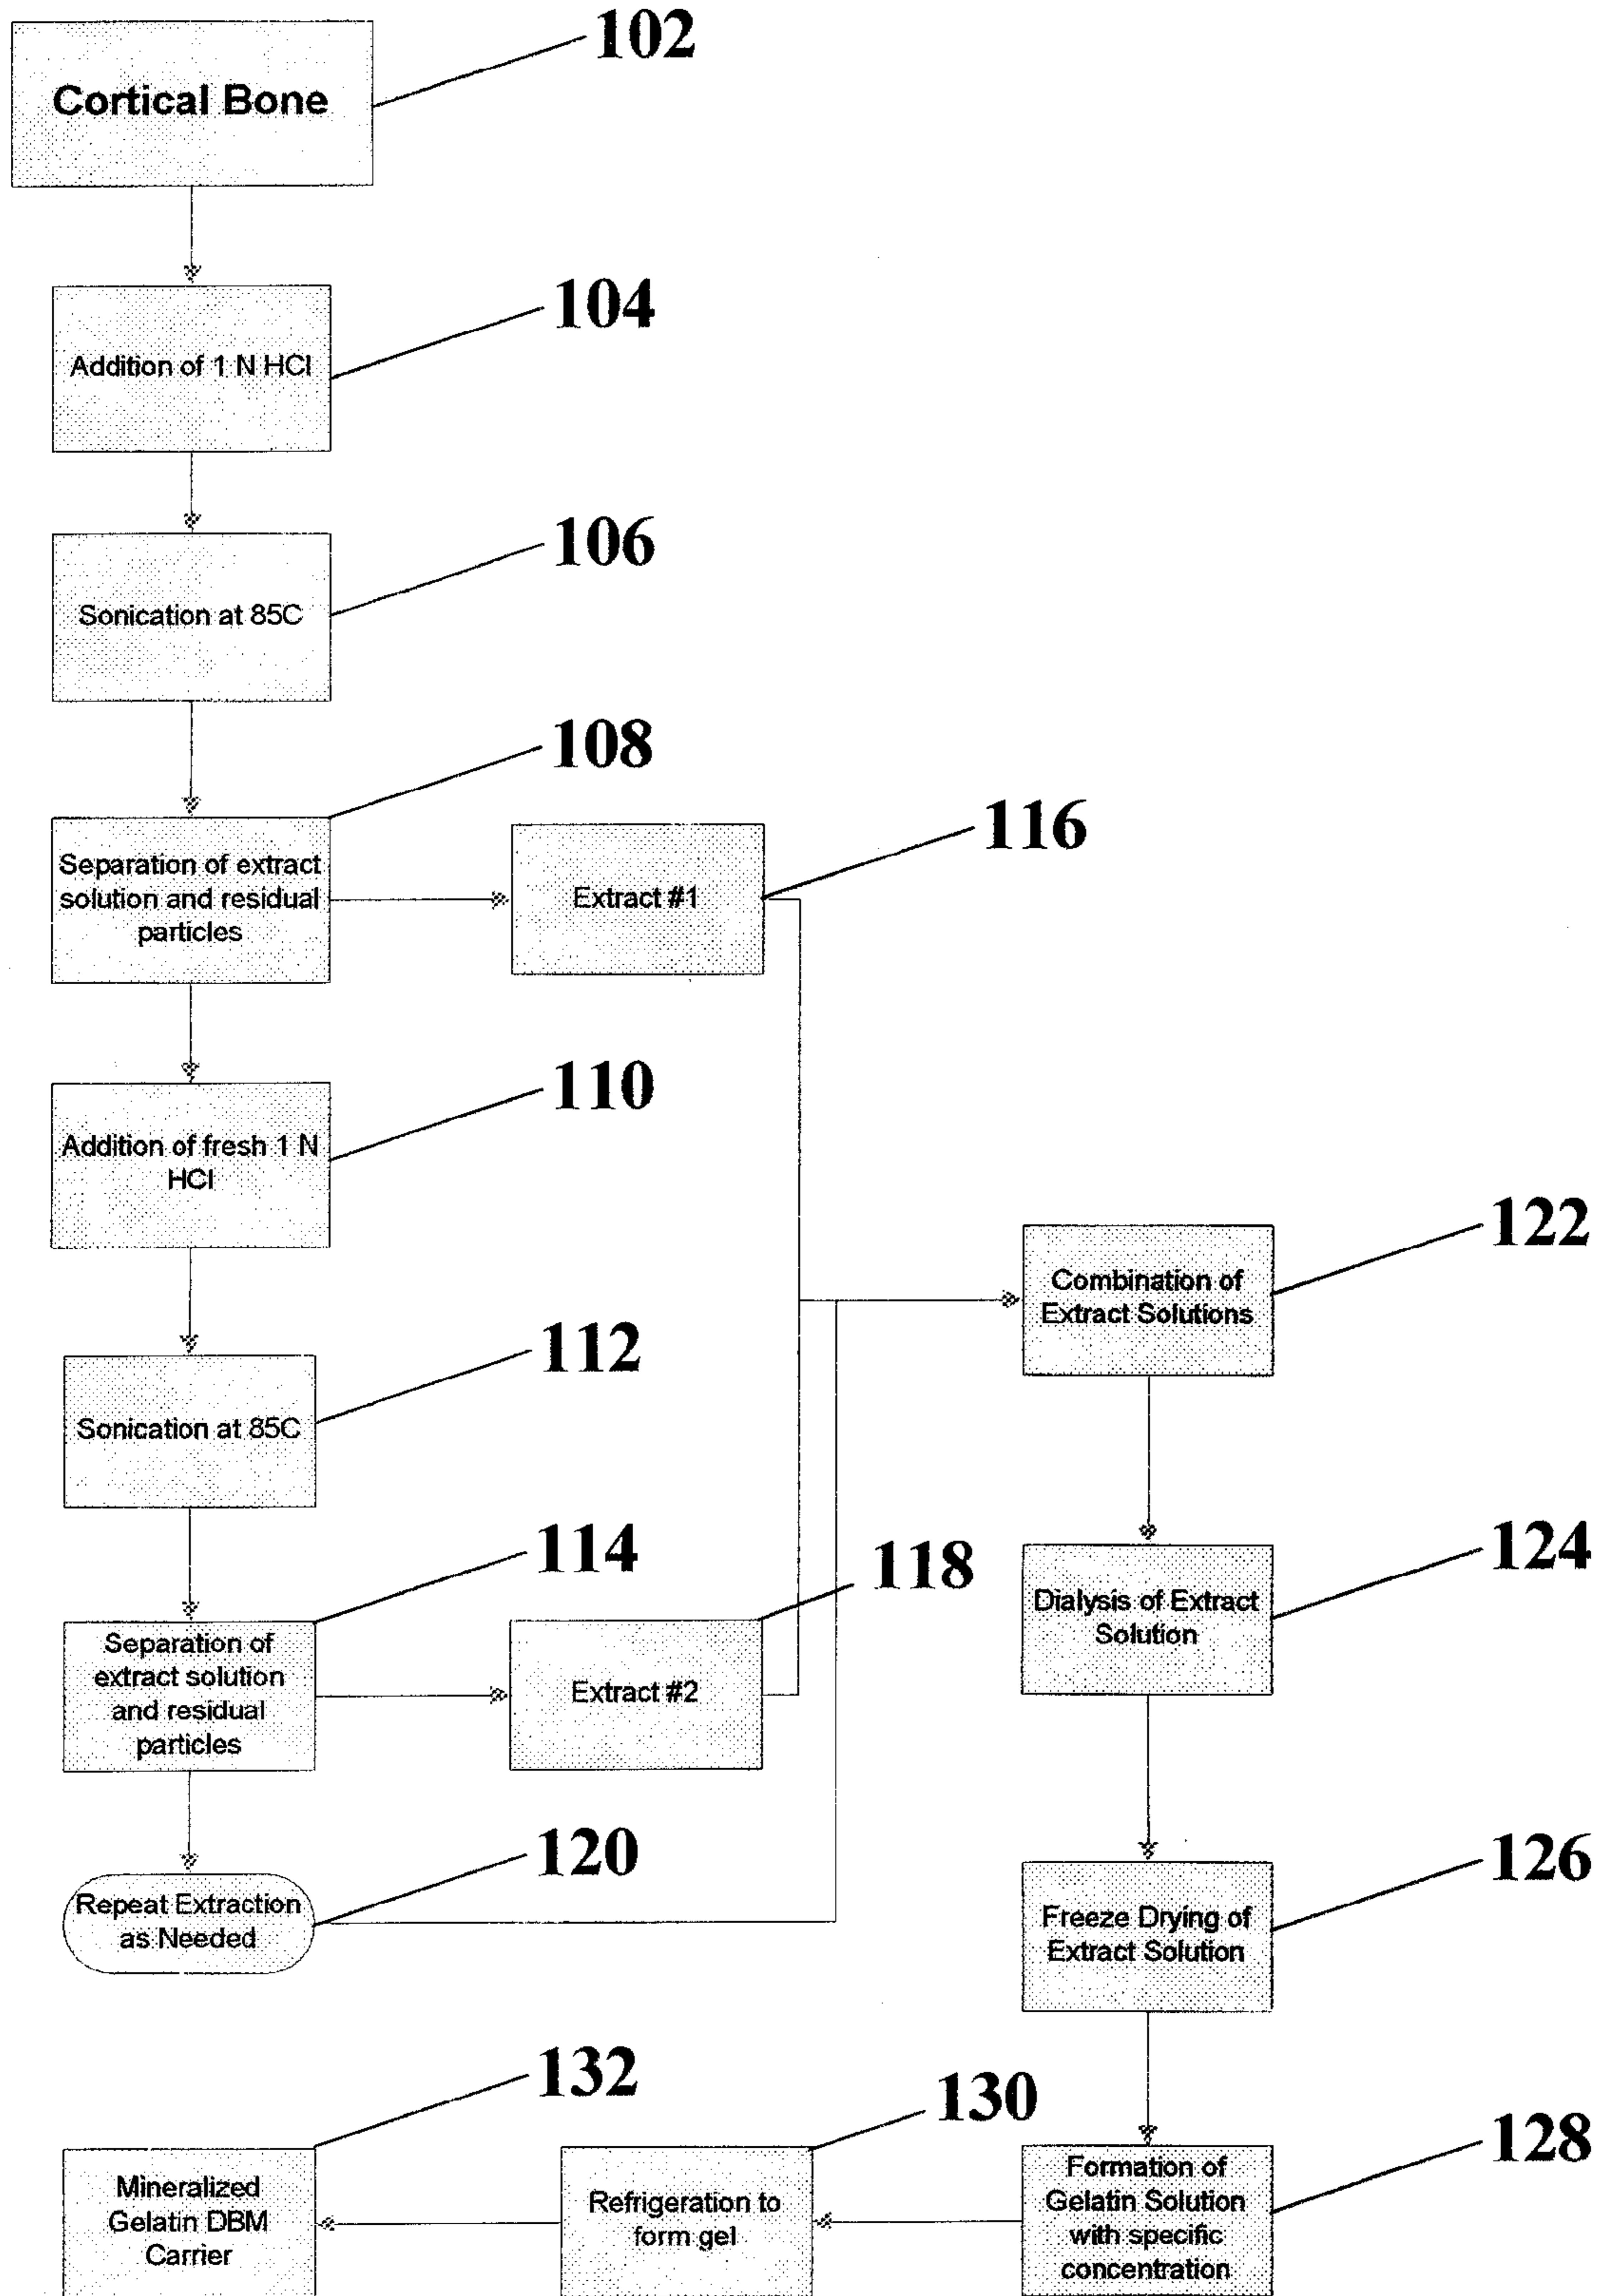 102
Cortical Bone
104
Addition of 1 N HCl
106
Sonication at 85C
108
Separation of extract
solution and residual
particles
116
Extract #1
110
Addition of fresh 1 N
HCl
122
Combination of
Extract Solutions
112
Sonication at 85C
114
Separation of
extract solution
and residual
particles
118
Extract #2
124
Dialysis of Extract
Solution
120
Repeat Extraction
as Needed
126
Freeze Drying of
Extract Solution
128
Formation of
Gelatin Solution
with specific
concentration
130
Refrigeration to
form gel
132
Mineralized
Gelatin DBM
Carrier